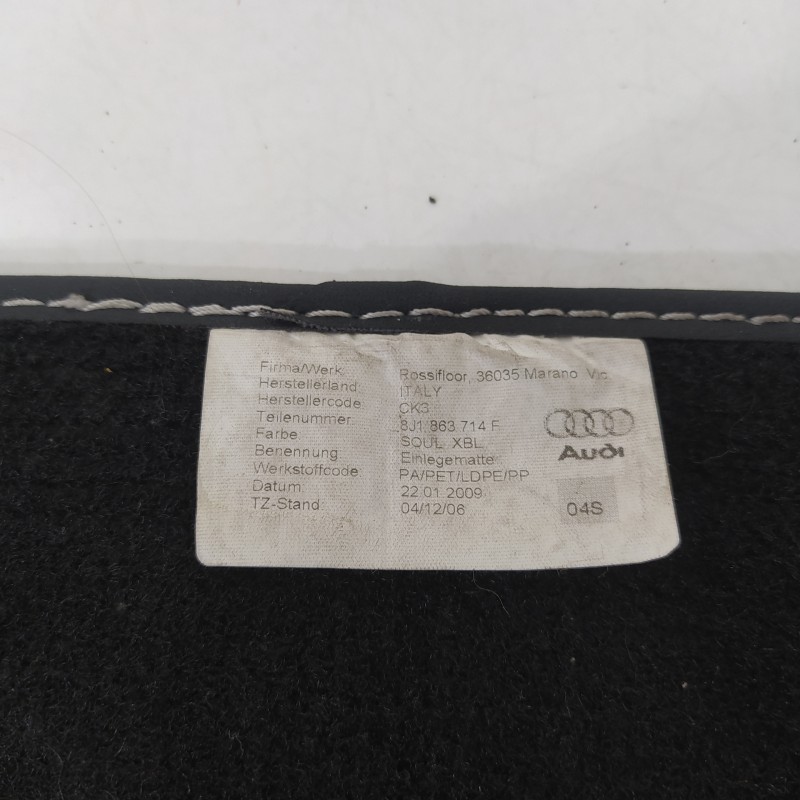 Firma/Werk Rossifloor, 36035 Marano Vic
Herstellerland ITALY
Herstellercode CK3
Teilenummer 8J1 863 714 F
Farbe SQUL XBL
Benennung Einlegematte
Werkstoffcode PA/PET/LDPE/PP
Datum 22.01.2009
TZ-Stand 04/12/06
Audi
04S